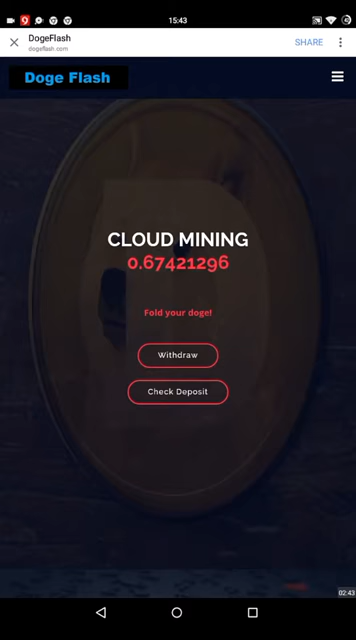 15:43
DogeFlash
dogeflash.com
SHARE
Doge Flash
CLOUD MINING
0.67421296
Fold your doge!
Withdraw
Check Deposit
02:43